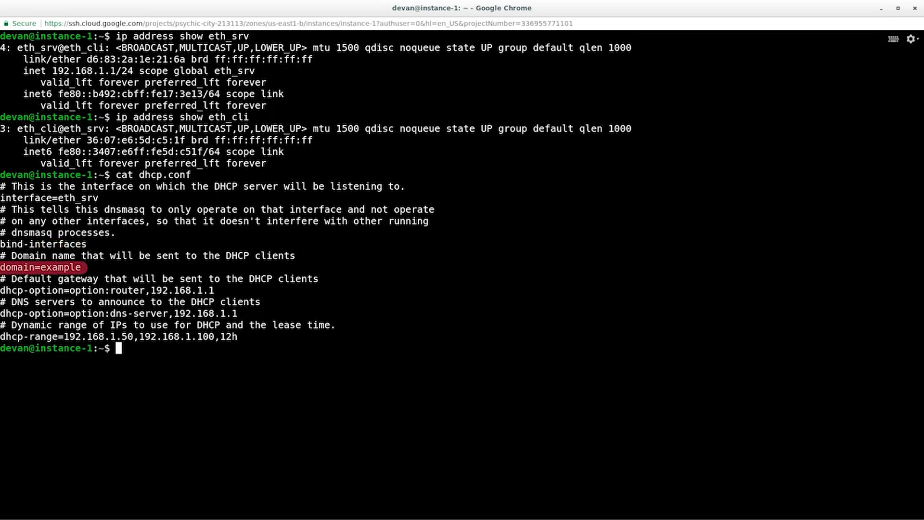 devan@instance-1: ~ - Google Chrome
Secure | https://ssh.cloud.google.com/projects/psychic-city-213113/zones/us-east1-b/instances/instance-1?authuser=0&hl=en_US&projectNumber=336955771101
devan@instance-1:~$ ip address show eth_srv
4: eth_srv@eth_cli: <BROADCAST,MULTICAST,UP,LOWER_UP> mtu 1500 qdisc noqueue state UP group default qlen 1000
    link/ether d6:83:2a:1e:21:6a brd ff:ff:ff:ff:ff:ff
    inet 192.168.1.1/24 scope global eth_srv
       valid_lft forever preferred_lft forever
    inet6 fe80::b492:cbff:fe17:3e13/64 scope link
       valid_lft forever preferred_lft forever
devan@instance-1:~$ ip address show eth_cli
3: eth_cli@eth_srv: <BROADCAST,MULTICAST,UP,LOWER_UP> mtu 1500 qdisc noqueue state UP group default qlen 1000
    link/ether 36:07:e6:5d:c5:1f brd ff:ff:ff:ff:ff:ff
    inet6 fe80::3407:e6ff:fe5d:c51f/64 scope link
       valid_lft forever preferred_lft forever
devan@instance-1:~$ cat dhcp.conf
# This is the interface on which the DHCP server will be listening to.
interface=eth_srv
# This tells this dnsmasq to only operate on that interface and not operate
# on any other interfaces, so that it doesn't interfere with other running
# dnsmasq processes.
bind-interfaces
# Domain name that will be sent to the DHCP clients
domain=example
# Default gateway that will be sent to the DHCP clients
dhcp-option=option:router,192.168.1.1
# DNS servers to announce to the DHCP clients
dhcp-option=option:dns-server,192.168.1.1
# Dynamic range of IPs to use for DHCP and the lease time.
dhcp-range=192.168.1.50,192.168.1.100,12h
devan@instance-1:~$